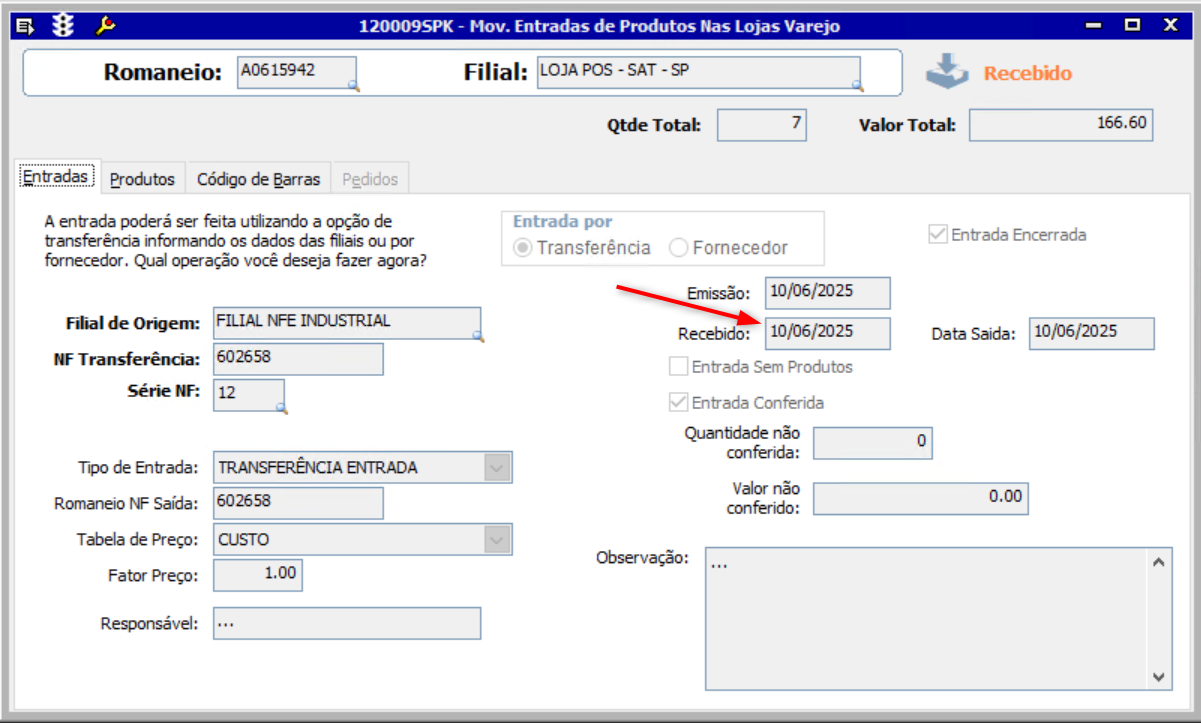 120009SPK - Mov. Entradas de Produtos Nas Lojas Varejo
Romaneio: A0615942 Filial: LOJA POS - SAT - SP Recebido
Qtde Total: 7 Valor Total: 166.60
Entradas Produtos Código de Barras Pedidos
A entrada poderá ser feita utilizando a opção de
transferência informando os dados das filiais ou por
fornecedor. Qual operação você deseja fazer agora?
Entrada por
Transferência Fornecedor
Entrada Encerrada
Emissão: 10/06/2025
Filial de Origem: FILIAL NFE INDUSTRIAL
Recebido: 10/06/2025 Data Saida: 10/06/2025
NF Transferência: 602658
Entrada Sem Produtos
Série NF: 12
Entrada Conferida
Quantidade não
conferida: 0
Tipo de Entrada: TRANSFERÊNCIA ENTRADA
Valor não
conferido: 0.00
Romaneio NF Saída: 602658
Tabela de Preço: CUSTO
Fator Preço: 1.00
Observação: ...
Responsável: ...